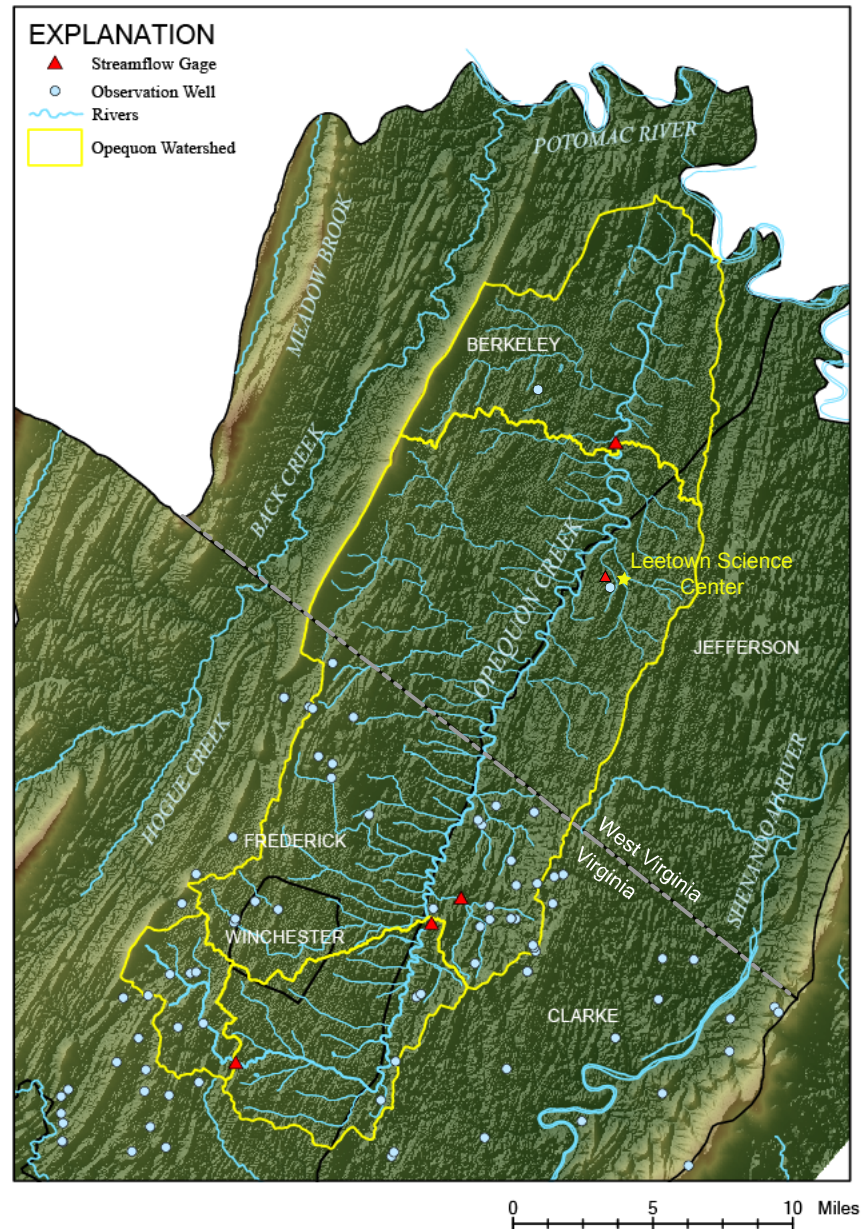 EXPLANATION
Streamflow Gage
Observation Well
Rivers
Opequon Watershed
POTOMAC RIVER
MEADOW BROOK
BERKELEY
BACK CREEK
OPEQUON CREEK
Leetown Science
Center
JEFFERSON
HOGUE CREEK
SHENANDOAH RIVER
West Virginia
Virginia
FREDERICK
WINCHESTER
CLARKE
0 5 10 Miles